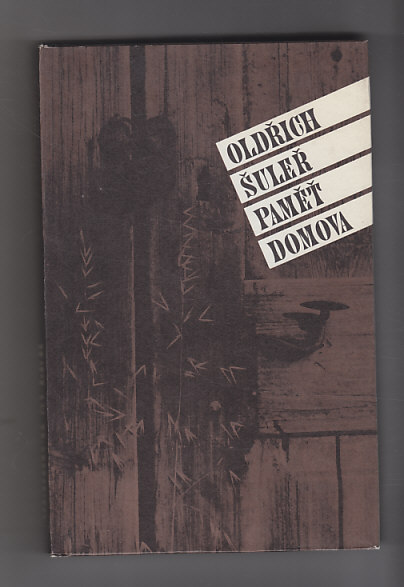 OLDŘICH
ŠULEŘ
PAMĚŤ
DOMOVA